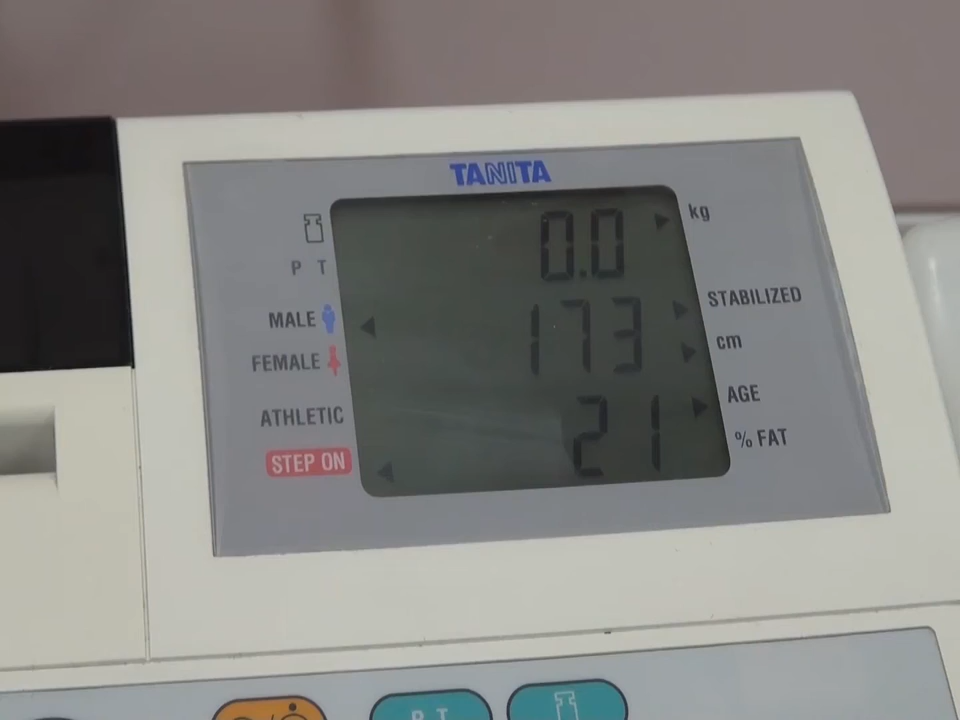 TANITA
0.0 kg
P T
173 STABILIZED
MALE
cm
FEMALE
21 AGE
ATHLETIC
% FAT
STEP ON
P T